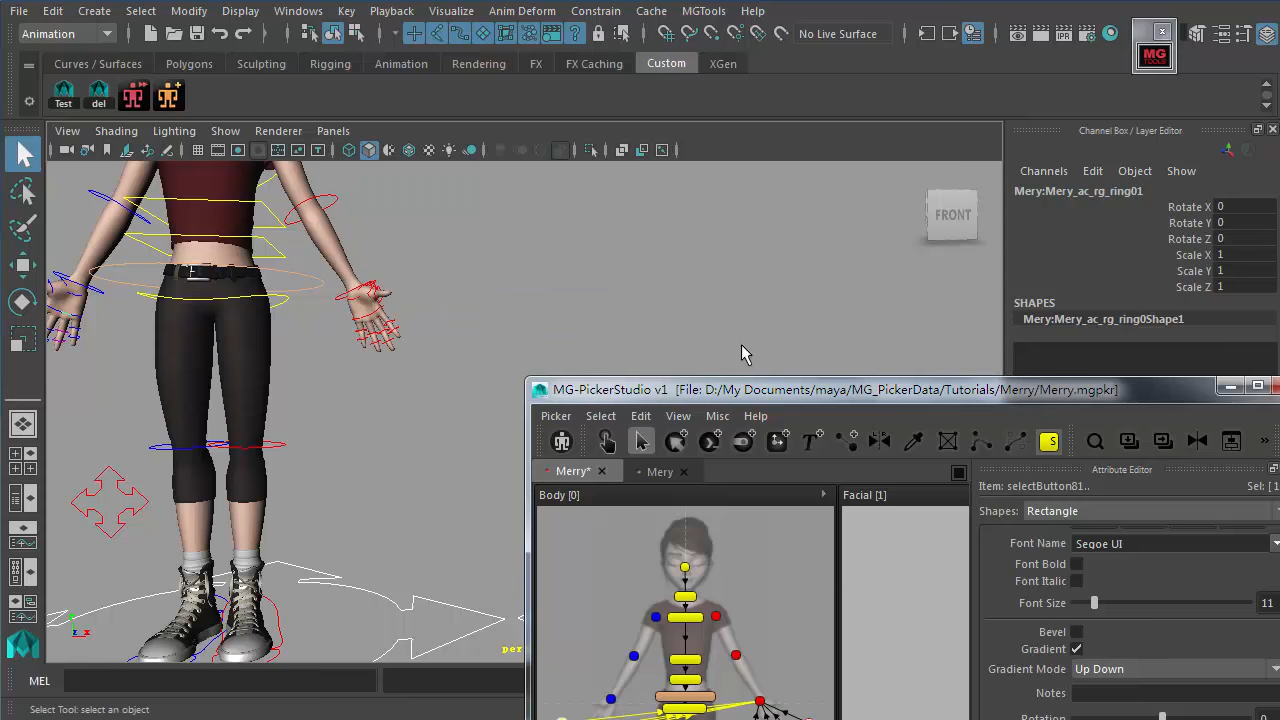 File Edit Create Select Modify Display Windows Key Playback Visualize Anim Deform Constrain Cache MGTools Help
Animation No Live Surface
MG
TOOLS
Curves / Surfaces Polygons Sculpting Rigging Animation Rendering FX FX Caching Custom XGen
Test del
View Shading Lighting Show Renderer Panels
Channel Box / Layer Editor
Channels Edit Object Show
Mery:Mery_ac_rg_ring01
Rotate X 0
Rotate Y 0
Rotate Z 0
Scale X 1
Scale Y 1
Scale Z 1
SHAPES
Mery:Mery_ac_rg_ring0Shape1
FRONT
MG-PickerStudio v1 [File: D:/My Documents/maya/MG_PickerData/Tutorials/Merry/Merry.mgpkr]
Picker Select Edit View Misc Help
S
Merry* Mery
Attribute Editor
Item: selectButton81.. Sel: [ 1
Body [0] Facial [1]
Shapes: Rectangle
Font Name Segoe UI
Font Bold
Font Italic
Font Size 11
Bevel
Gradient
Gradient Mode Up Down
Notes
Rotation 0
per
z x
MEL
Select Tool: select an object